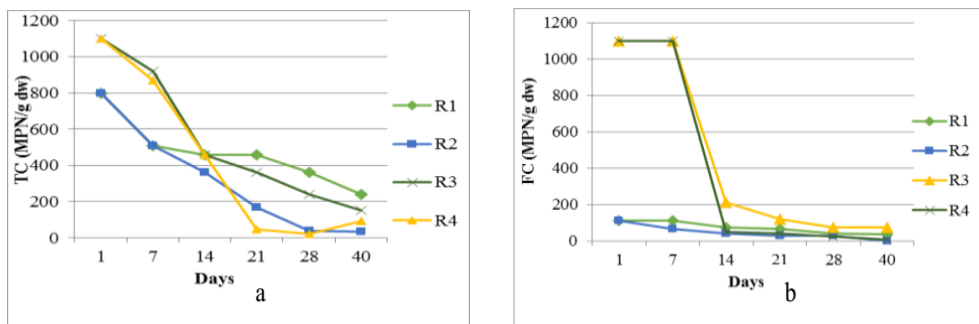 1200
1000
800
600
400
200
0
TC (MPN/g dw)
1 7 14 21 28 40
Days
a
R1
R2
R3
R4
1200
1000
800
600
400
200
0
FC (MPN/g dw)
1 7 14 21 28 40
Days
b
R1
R2
R3
R4